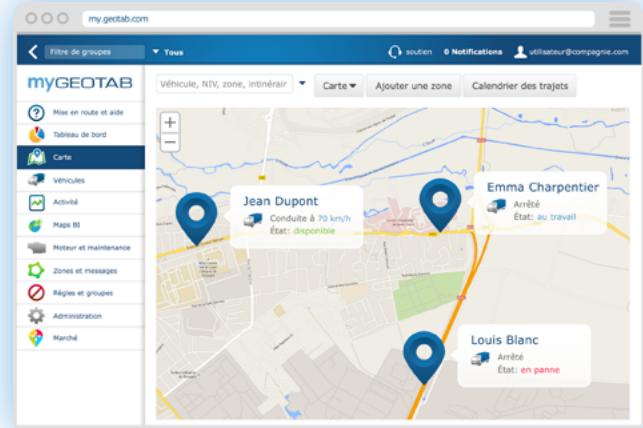 my.geotab.com
Filtre de groupes
Tous
soutien
0 Notifications
utilisateur@compagnie.com
myGEOTAB
Véhicule, NIV, zone, intinérair
Carte
Ajouter une zone
Calendrier des trajets
Mise en route et aide
Tableau de bord
Carte
Véhicules
Activité
Maps BI
Moteur et maintenance
Zones et messages
Régles et groupes
Administration
Marché
+
−
Jean Dupont
Conduite à 70 km/h
État: disponible
Emma Charpentier
Arrêté
État: au travail
Louis Blanc
Arrêté
État: en panne